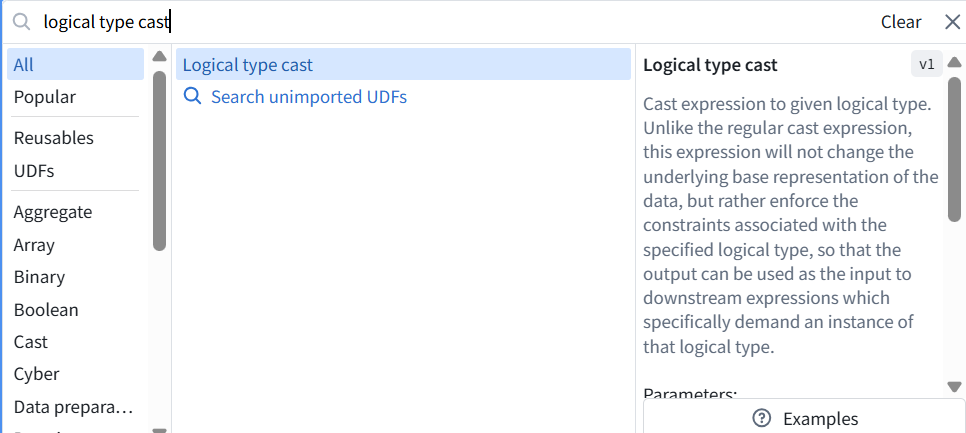 logical type cast
Clear
All
Popular
Reusables
UDFs
Aggregate
Array
Binary
Boolean
Cast
Cyber
Data prepara…
Logical type cast
Search unimported UDFs
Logical type cast
v1
Cast expression to given logical type.
Unlike the regular cast expression,
this expression will not change the
underlying base representation of the
data, but rather enforce the
constraints associated with the
specified logical type, so that the
output can be used as the input to
downstream expressions which
specifically demand an instance of
that logical type.
Parameters:
Examples